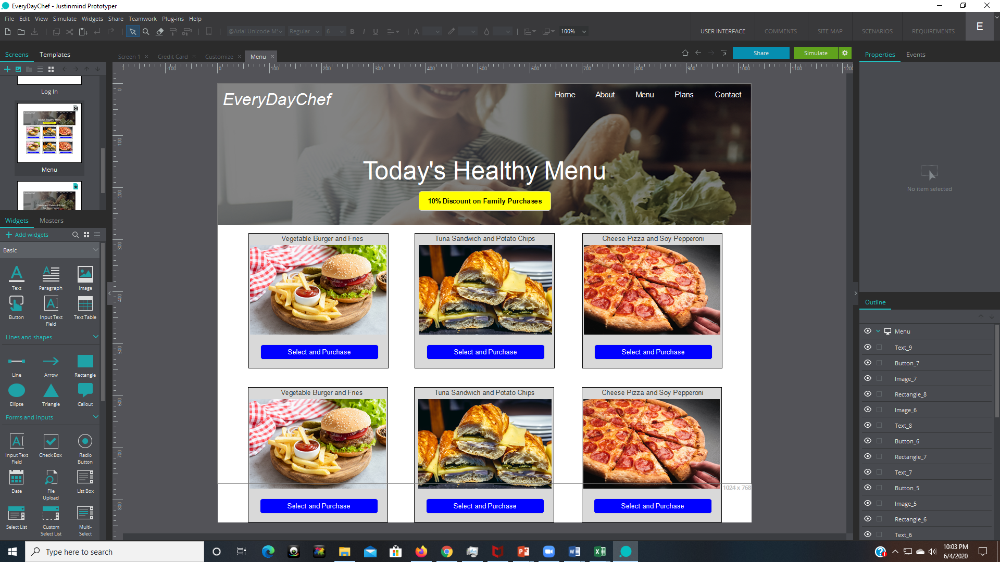 EveryDayChef - Justinmind Prototyper
File Edit View Simulate Widgets Share Teamwork Plug-ins Help
@Arial Unicode MS Regular 6 B I U A 100%
USER INTERFACE COMMENTS SITE MAP SCENARIOS REQUIREMENTS E
Screens Templates
Screen 1 Credit Card Customize Menu
Share Simulate
Properties Events
-100 0 100 200 300 400 500 600 700 800 900 1000 1100 1200
0
100
200
300
400
500
600
700
800
Log In
Menu
EveryDayChef
Home About Menu Plans Contact
Today's Healthy Menu
10% Discount on Family Purchases
Vegetable Burger and Fries
Tuna Sandwich and Potato Chips
Cheese Pizza and Soy Pepperoni
Select and Purchase
Select and Purchase
Select and Purchase
Vegetable Burger and Fries
Tuna Sandwich and Potato Chips
Cheese Pizza and Soy Pepperoni
1024 x 768
Select and Purchase
Select and Purchase
Select and Purchase
Widgets Masters
Add widgets
Basic
Text Paragraph Image
Button Input Text Field Text Table
Lines and shapes
Line Arrow Rectangle
Ellipse Triangle Callout
Forms and inputs
Input Text Field Check Box Radio Button
Date File Upload List Box
Select List Custom Select List Multi-Select
No item selected
Outline
Menu
Text_9
Button_7
Image_7
Rectangle_8
Image_6
Text_8
Button_6
Rectangle_7
Text_7
Button_5
Image_5
Rectangle_6
Text_6
Type here to search
10:03 PM
6/4/2020